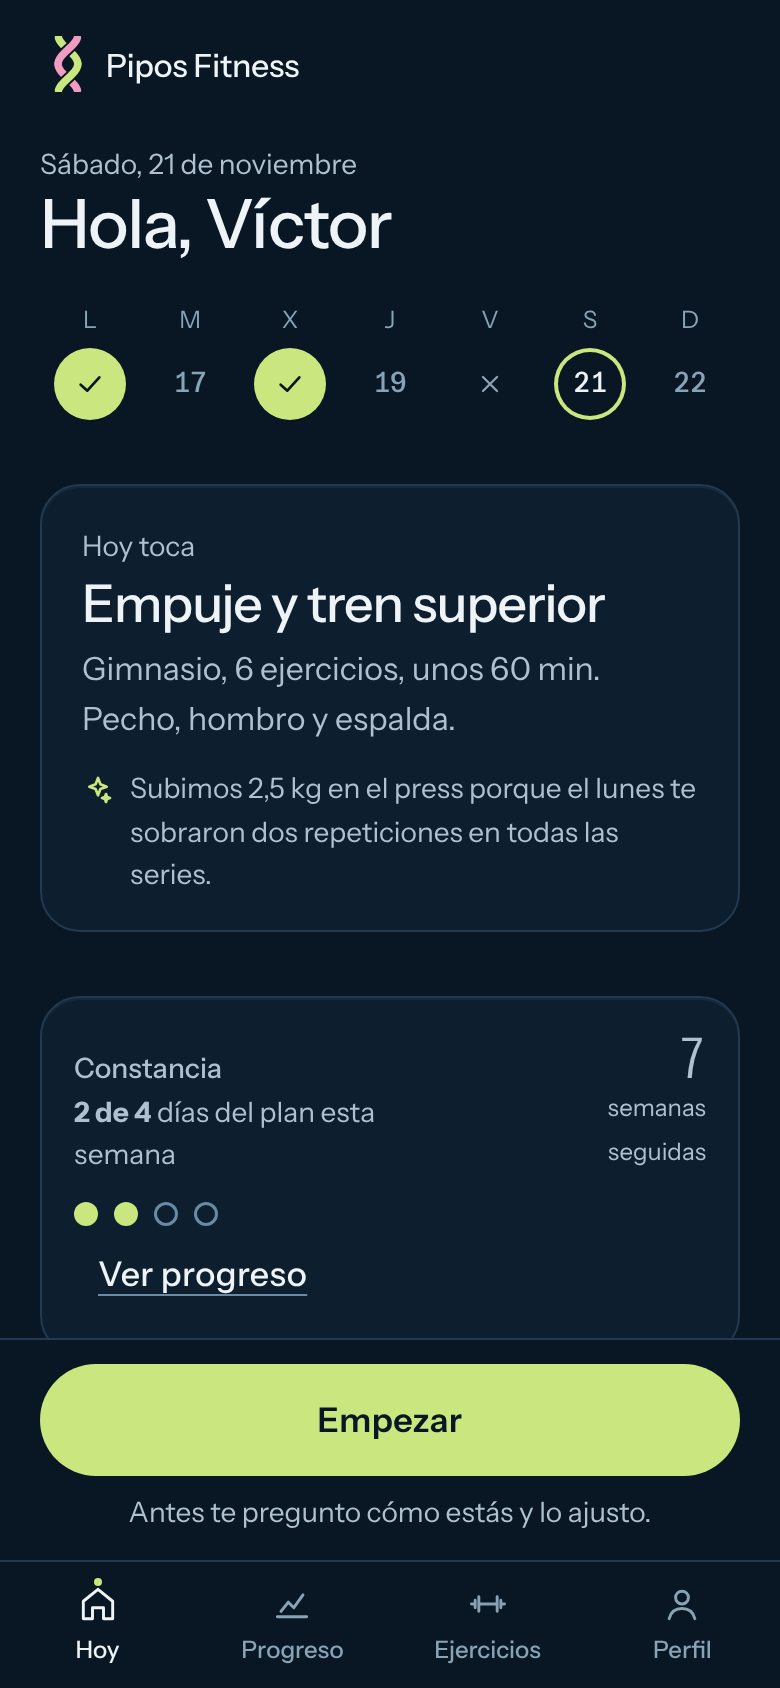 Pipos Fitness
Sábado, 21 de noviembre
Hola, Víctor
L M X J V S D
17 19 21 22
Hoy toca
Empuje y tren superior
Gimnasio, 6 ejercicios, unos 60 min.
Pecho, hombro y espalda.
Subimos 2,5 kg en el press porque el lunes te
sobraron dos repeticiones en todas las
series.
Constancia
2 de 4 días del plan esta
semana
7
semanas
seguidas
Ver progreso
Empezar
Antes te pregunto cómo estás y lo ajusto.
Hoy Progreso Ejercicios Perfil